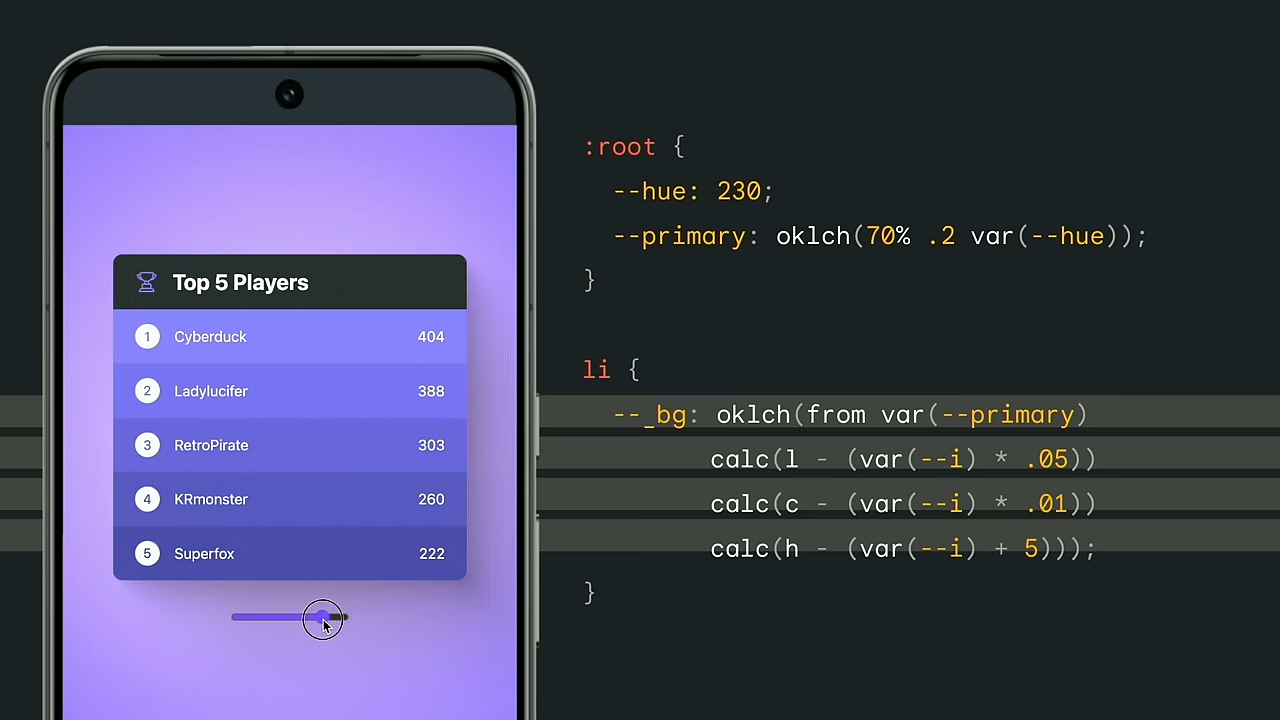 Top 5 Players
1 Cyberduck 404
2 Ladylucifer 388
3 RetroPirate 303
4 KRmonster 260
5 Superfox 222
:root {
--hue: 230;
--primary: oklch(70% .2 var(--hue));
}
li {
--_bg: oklch(from var(--primary)
calc(l - (var(--i) * .05))
calc(c - (var(--i) * .01))
calc(h - (var(--i) + 5)));
}